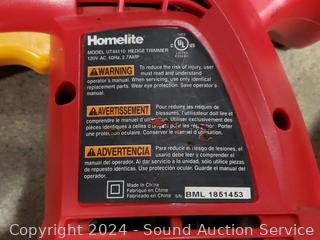 Homelite
MODEL UT44110 HEDGE TRIMMER
120V AC, 60Hz, 2.7AMP
C UL US
WARNING To reduce the risk of injury, user
must read and understand
operator's manual. When servicing, use only identical
replacement parts. Wear eye protection. Save operator's
manual.
AVERTISSEMENT Pour réduire les risques
de blessures, l'utilisateur doit lire et
comprendre le manuel d'utilisation. N'utiliser que des
pièces identiques à celles d'origine pour les réparations.
Porter une protection oculaire. Conserver le manuel
d'utilisation.
ADVERTENCIA Para reducir el riesgo de lesiones, el
usuario debe leer y comprender el
manual del operador. Al dar servicio a la unidad, sólo utilice piezas
de repuesto idénticas. Use protección ocular. Guarde el manual del
operador.
Made in China
Fabriqué en Chine
Hecho en China
S/N
BML 1851453
Copyright 2024 - Sound Auction Service